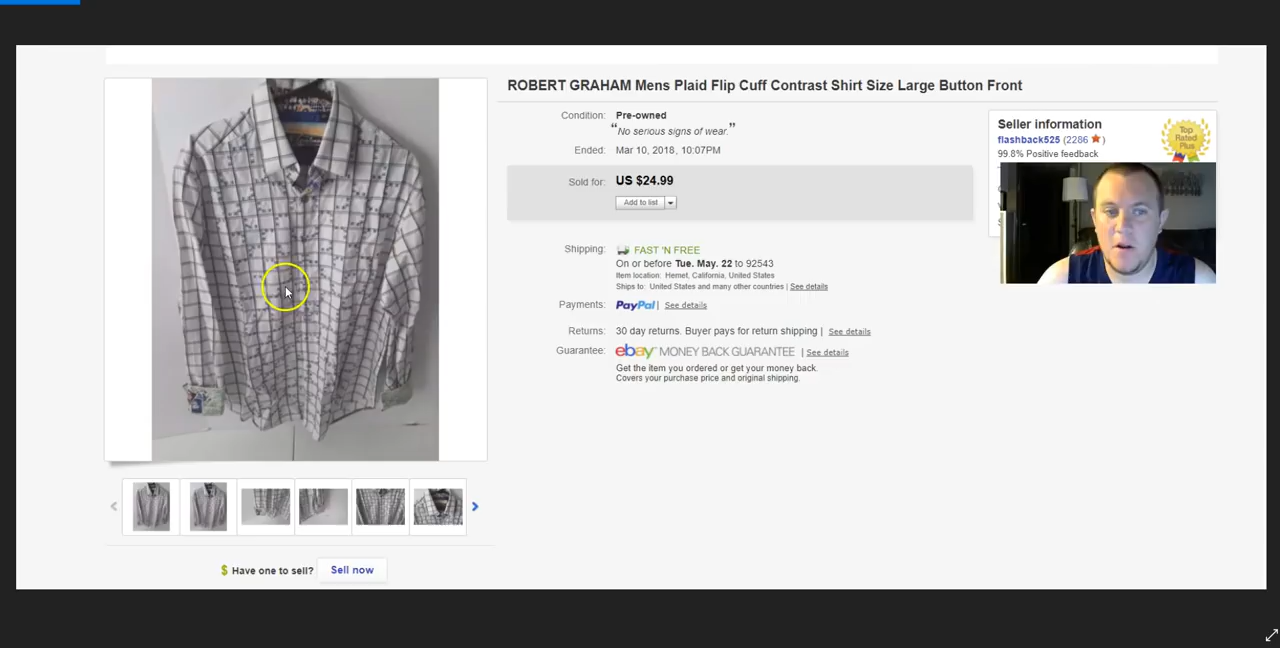 ROBERT GRAHAM Mens Plaid Flip Cuff Contrast Shirt Size Large Button Front
Condition: Pre-owned
“No serious signs of wear.”
Ended: Mar 10, 2018, 10:07PM
Sold for: US $24.99
Add to list
Shipping: FAST 'N FREE
On or before Tue. May. 22 to 92543
Item location: Hemet, California, United States
Ships to: United States and many other countries | See details
Payments: PayPal | See details
Returns: 30 day returns. Buyer pays for return shipping | See details
Guarantee: ebay MONEY BACK GUARANTEE | See details
Get the item you ordered or get your money back.
Covers your purchase price and original shipping.
Seller information
flashback525 (2286 ★ )
99.8% Positive feedback
Top
Rated
Plus
$ Have one to sell? Sell now